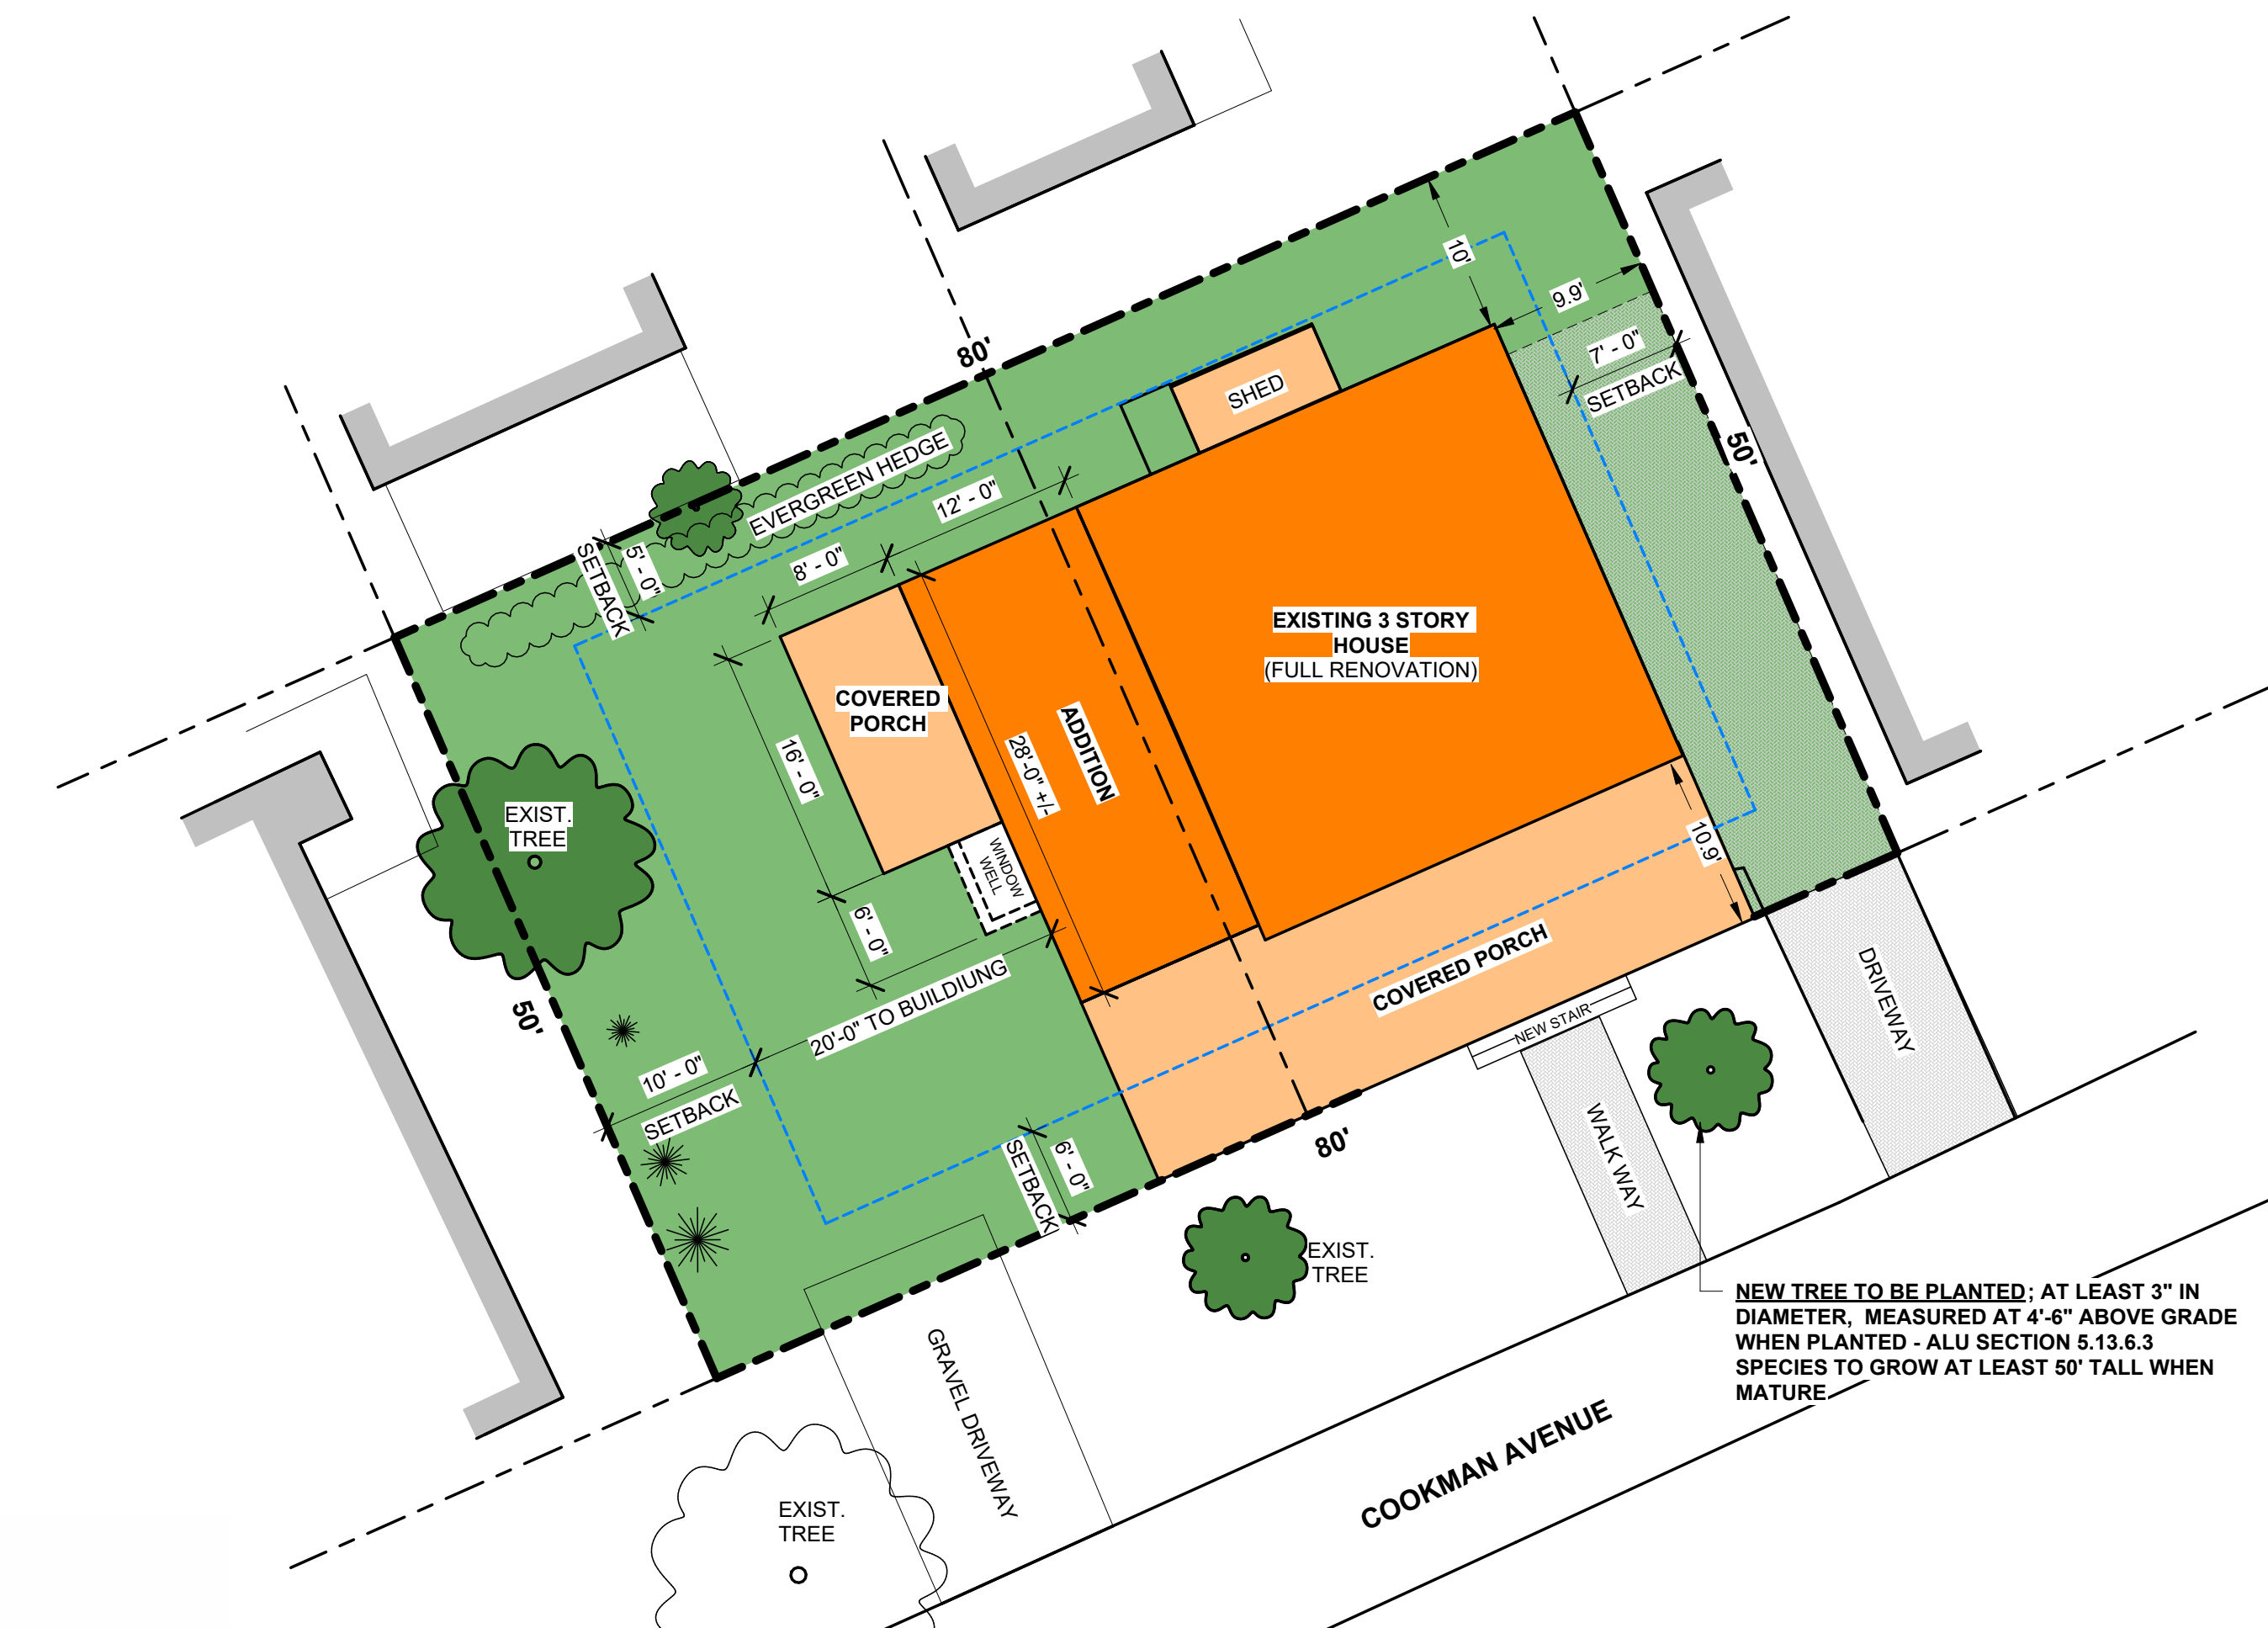 10'
9.9'
7' - 0"
SETBACK
80'
50'
SHED
EVERGREEN HEDGE
12' - 0"
8' - 0"
5' - 0"
SETBACK
EXISTING 3 STORY
HOUSE
(FULL RENOVATION)
COVERED
PORCH
ADDITION
28'-0" +/-
16' - 0"
EXIST.
TREE
WINDOW
WELL
10.9'
6' - 0"
COVERED PORCH
20'-0" TO BUILDIUNG
50'
10' - 0"
SETBACK
NEW STAIR
DRIVEWAY
SETBACK
6' - 0"
80'
WALK WAY
EXIST.
TREE
NEW TREE TO BE PLANTED; AT LEAST 3" IN
DIAMETER, MEASURED AT 4'-6" ABOVE GRADE
WHEN PLANTED - ALU SECTION 5.13.6.3
SPECIES TO GROW AT LEAST 50' TALL WHEN
MATURE
GRAVEL DRIVEWAY
COOKMAN AVENUE
EXIST.
TREE